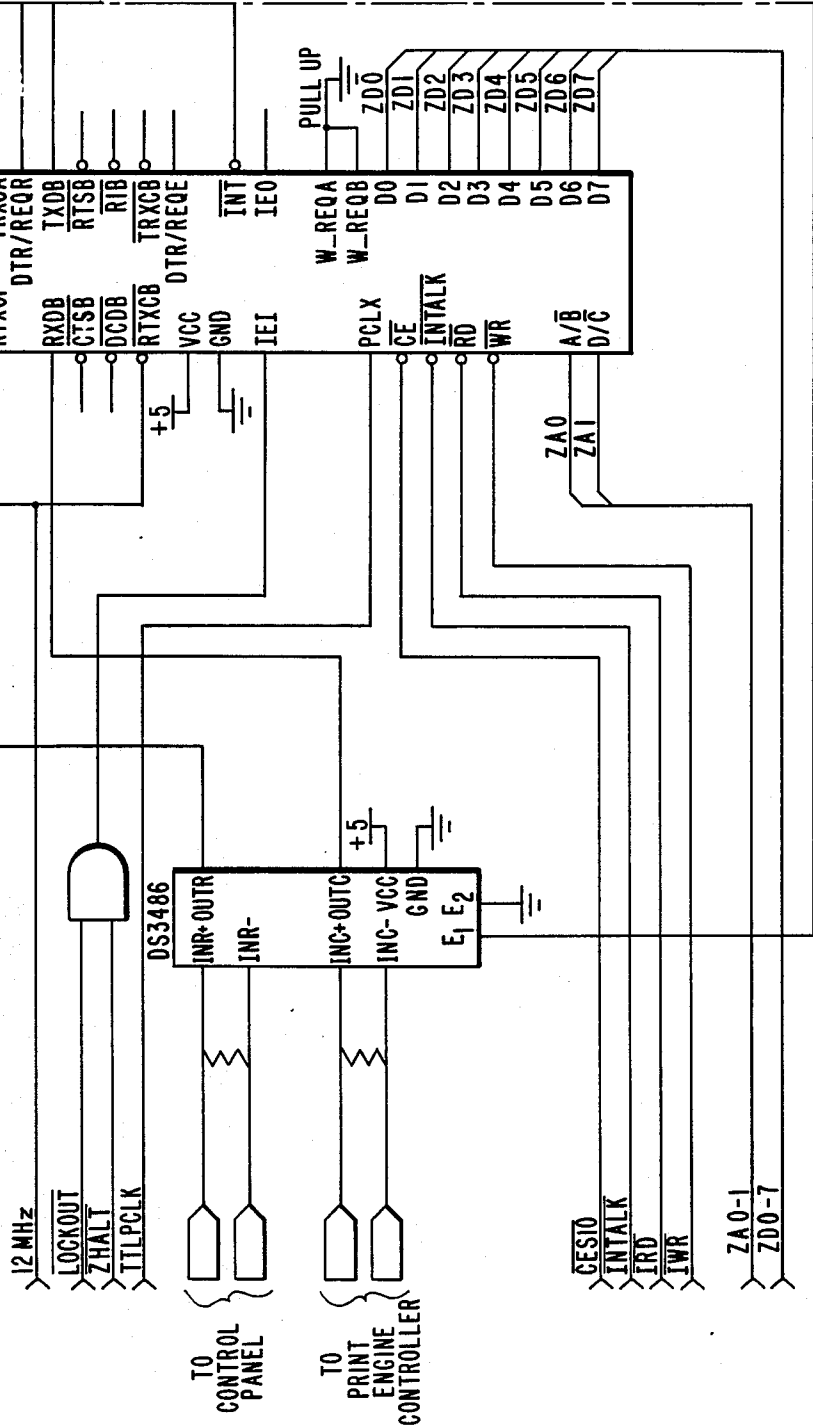 RTXCA
TRXCA
DTR/REQR
RXDB
TXDB
CTSB
RTSB
DCDB
RIB
RTXCB
TRXCB
VCC
DTR/REQE
GND
INT
IEI
IEO
+5
PULL UP
W_REQA
W_REQB
PCLX
CE
INTALK
RD
WR
A/B
D/C
D0
D1
D2
D3
D4
D5
D6
D7
ZD0
ZD1
ZD2
ZD3
ZD4
ZD5
ZD6
ZD7
ZA0
ZA1
DS3486
INR+OUTR
INR-
INC+OUTC
INC-VCC
GND
E1 E2
+5
12 MHz
LOCKOUT
ZHALT
TTLPCLK
TO
CONTROL
PANEL
TO
PRINT
ENGINE
CONTROLLER
CESIO
INTALK
IRD
IWR
ZA0-1
ZD0-7